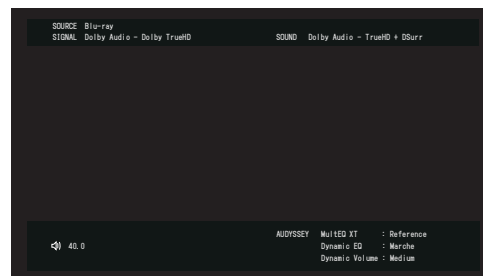 SOURCE Blu-ray
SIGNAL Dolby Audio - Dolby TrueHD SOUND Dolby Audio - TrueHD + DSurr
AUDYSSEY MultEQ XT : Reference
40.0 Dynamic EQ : Marche
Dynamic Volume : Medium